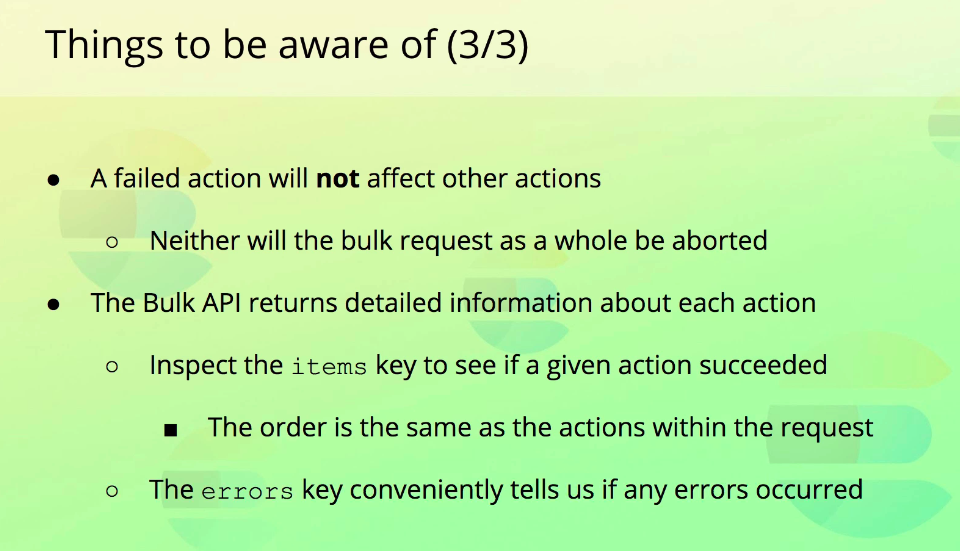 Things to be aware of (3/3)
● A failed action will not affect other actions
○ Neither will the bulk request as a whole be aborted
● The Bulk API returns detailed information about each action
○ Inspect the items key to see if a given action succeeded
■ The order is the same as the actions within the request
○ The errors key conveniently tells us if any errors occurred